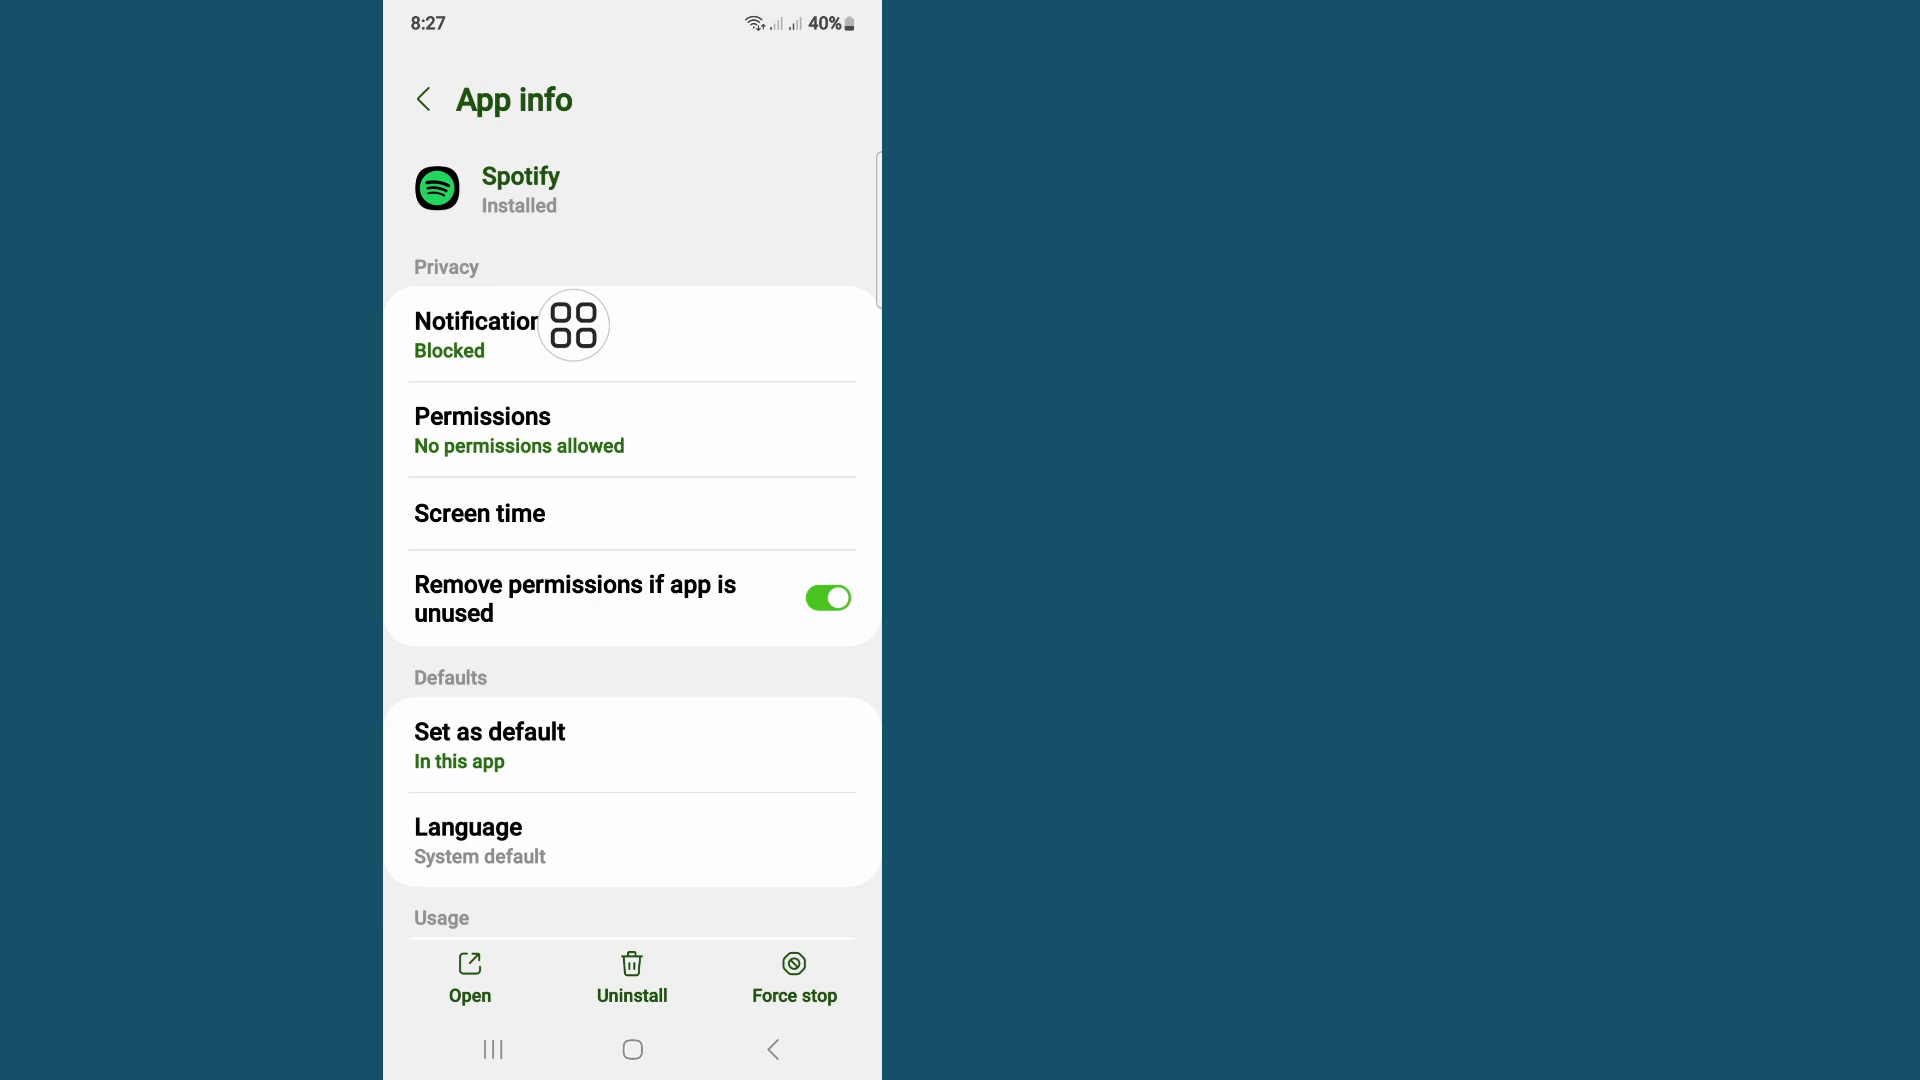 8:27
40%
App info
Spotify
Installed
Privacy
Notification
Blocked
Permissions
No permissions allowed
Screen time
Remove permissions if app is
unused
Defaults
Set as default
In this app
Language
System default
Usage
Open
Uninstall
Force stop